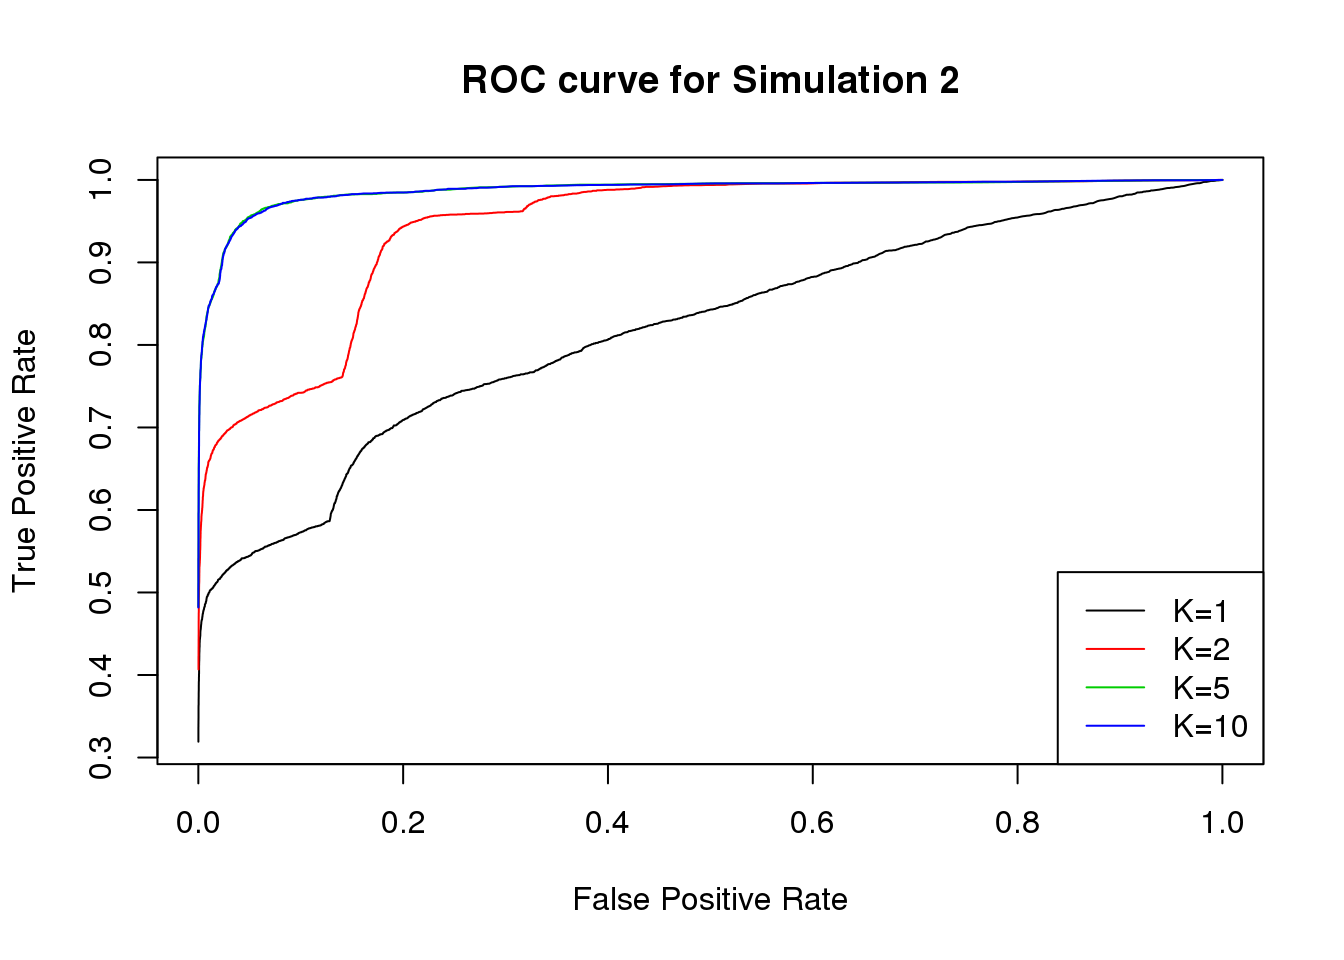 ROC curve for Simulation 2
True Positive Rate
1.0
0.9
0.8
0.7
0.6
0.5
0.4
0.3
K=1
K=2
K=5
K=10
0.0 0.2 0.4 0.6 0.8 1.0
False Positive Rate